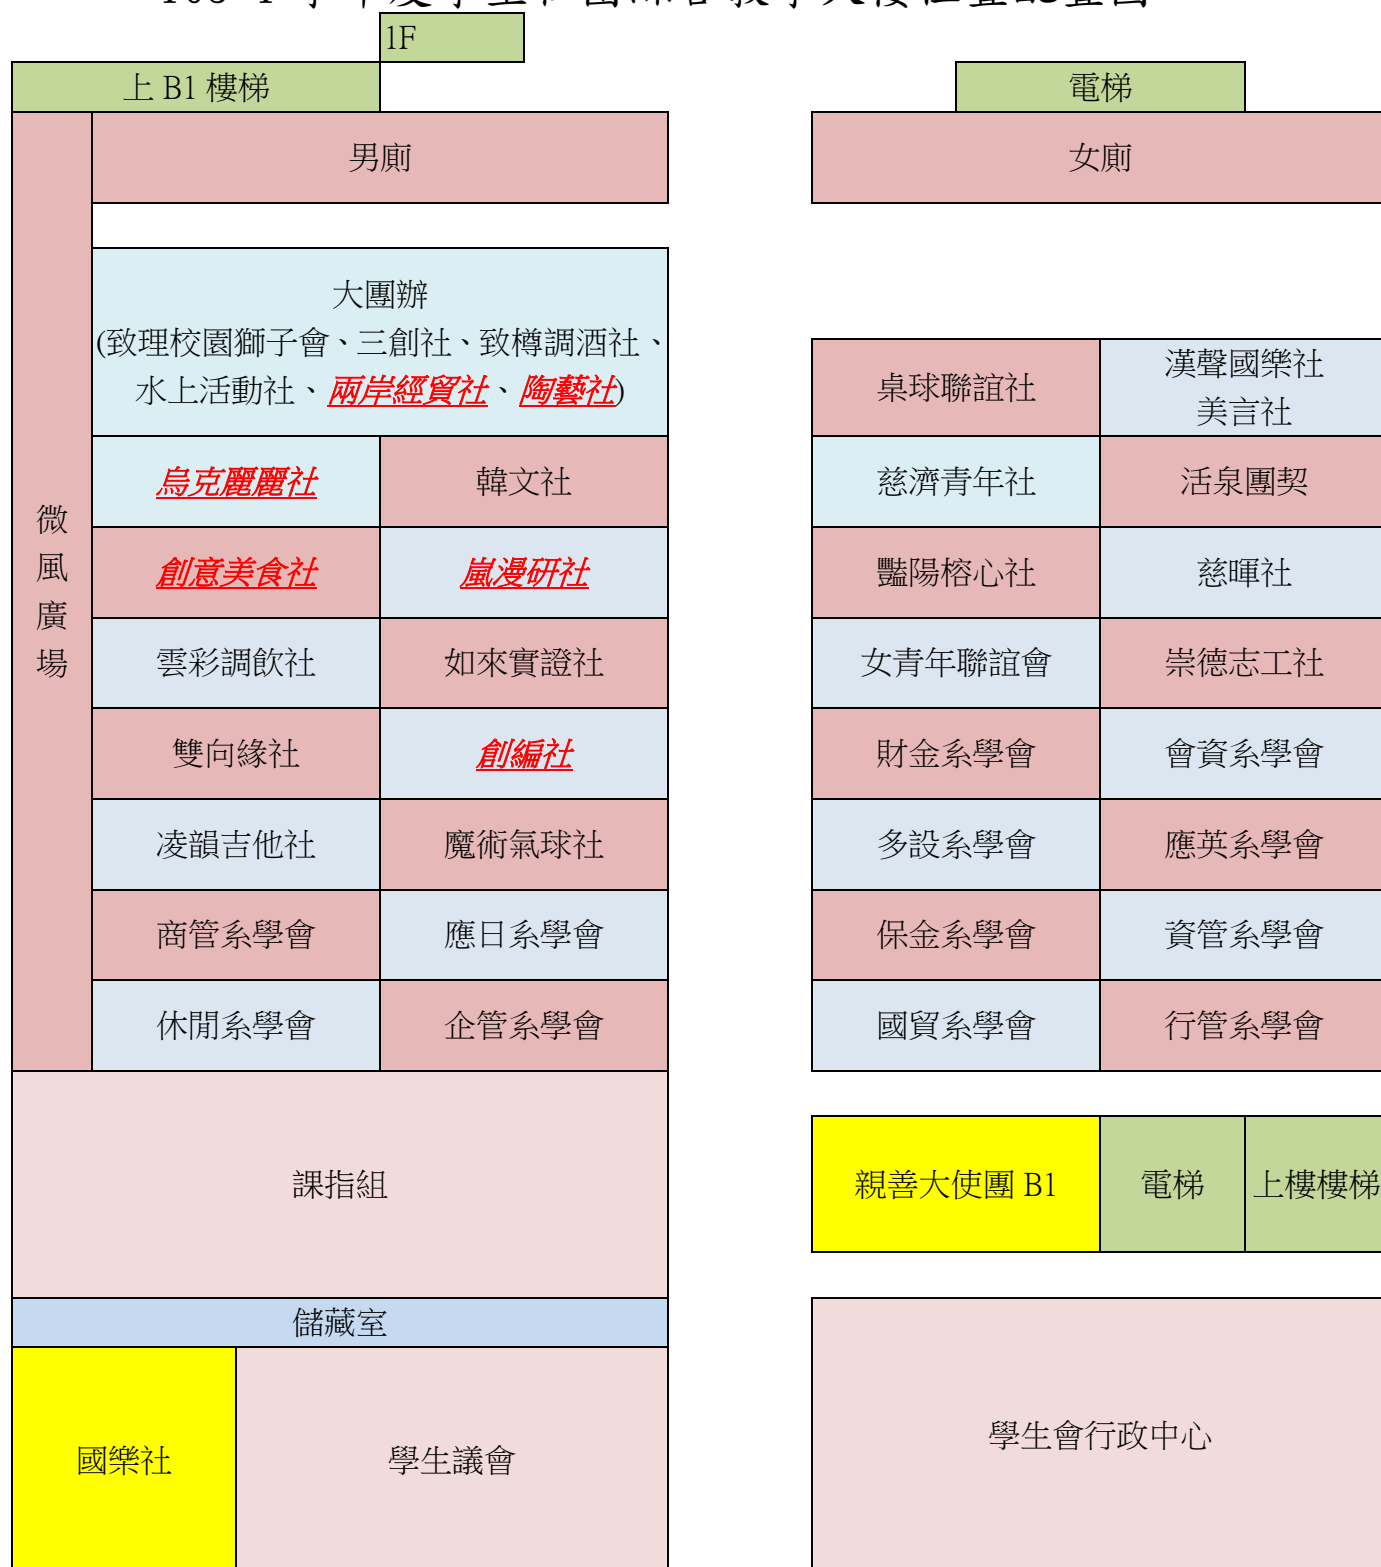 1F
上 B1 樓梯
電梯
男廁
女廁
微風廣場
大團辦
(致理校園獅子會、三創社、致樽調酒社、
水上活動社、兩岸經貿社、陶藝社)
桌球聯誼社
漢聲國樂社
美言社
烏克麗麗社
韓文社
慈濟青年社
活泉團契
創意美食社
嵐漫研社
豔陽榕心社
慈暉社
雲彩調飲社
如來實證社
女青年聯誼會
崇德志工社
雙向緣社
創編社
財金系學會
會資系學會
凌韻吉他社
魔術氣球社
多設系學會
應英系學會
商管系學會
應日系學會
保金系學會
資管系學會
休閒系學會
企管系學會
國貿系學會
行管系學會
課指組
親善大使團 B1
電梯
上樓樓梯
儲藏室
國樂社
學生議會
學生會行政中心